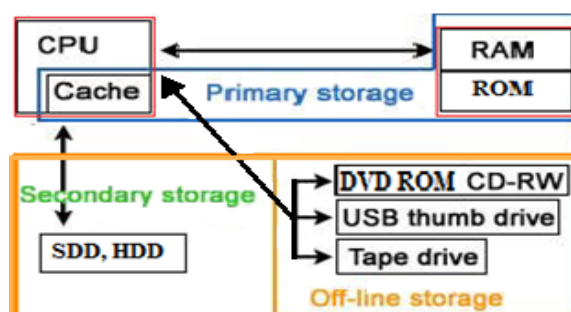 CPU
RAM
Cache
Primary storage
ROM
Secondary storage
DVD ROM CD-RW
USB thumb drive
SDD, HDD
Tape drive
Off-line storage